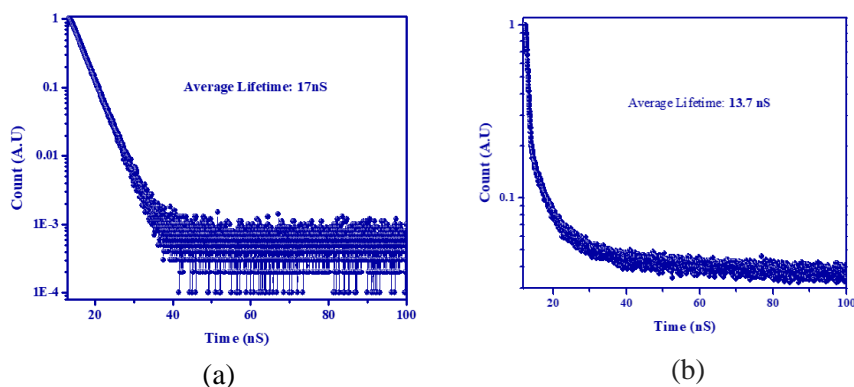 1
0.1
0.01
1E-3
1E-4
Count (A.U)
Average Lifetime: 17nS
20 40 60 80 100
Time (nS)
(a)
1
0.1
Count (A.U)
Average Lifetime: 13.7 nS
20 40 60 80 100
Time (nS)
(b)